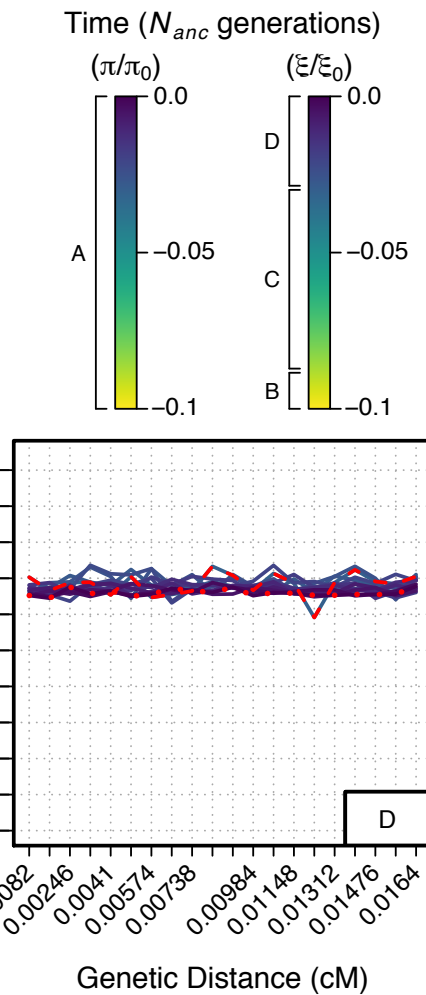 Time (N anc generations)
(π/π0) (ξ/ξ0)
0.0 0.0
D
A −0.05 C −0.05
B
−0.1 −0.1
D
0.00246 0.0041 0.00574 0.00738 0.00984 0.01148 0.01312 0.01476 0.0164
Genetic Distance (cM)